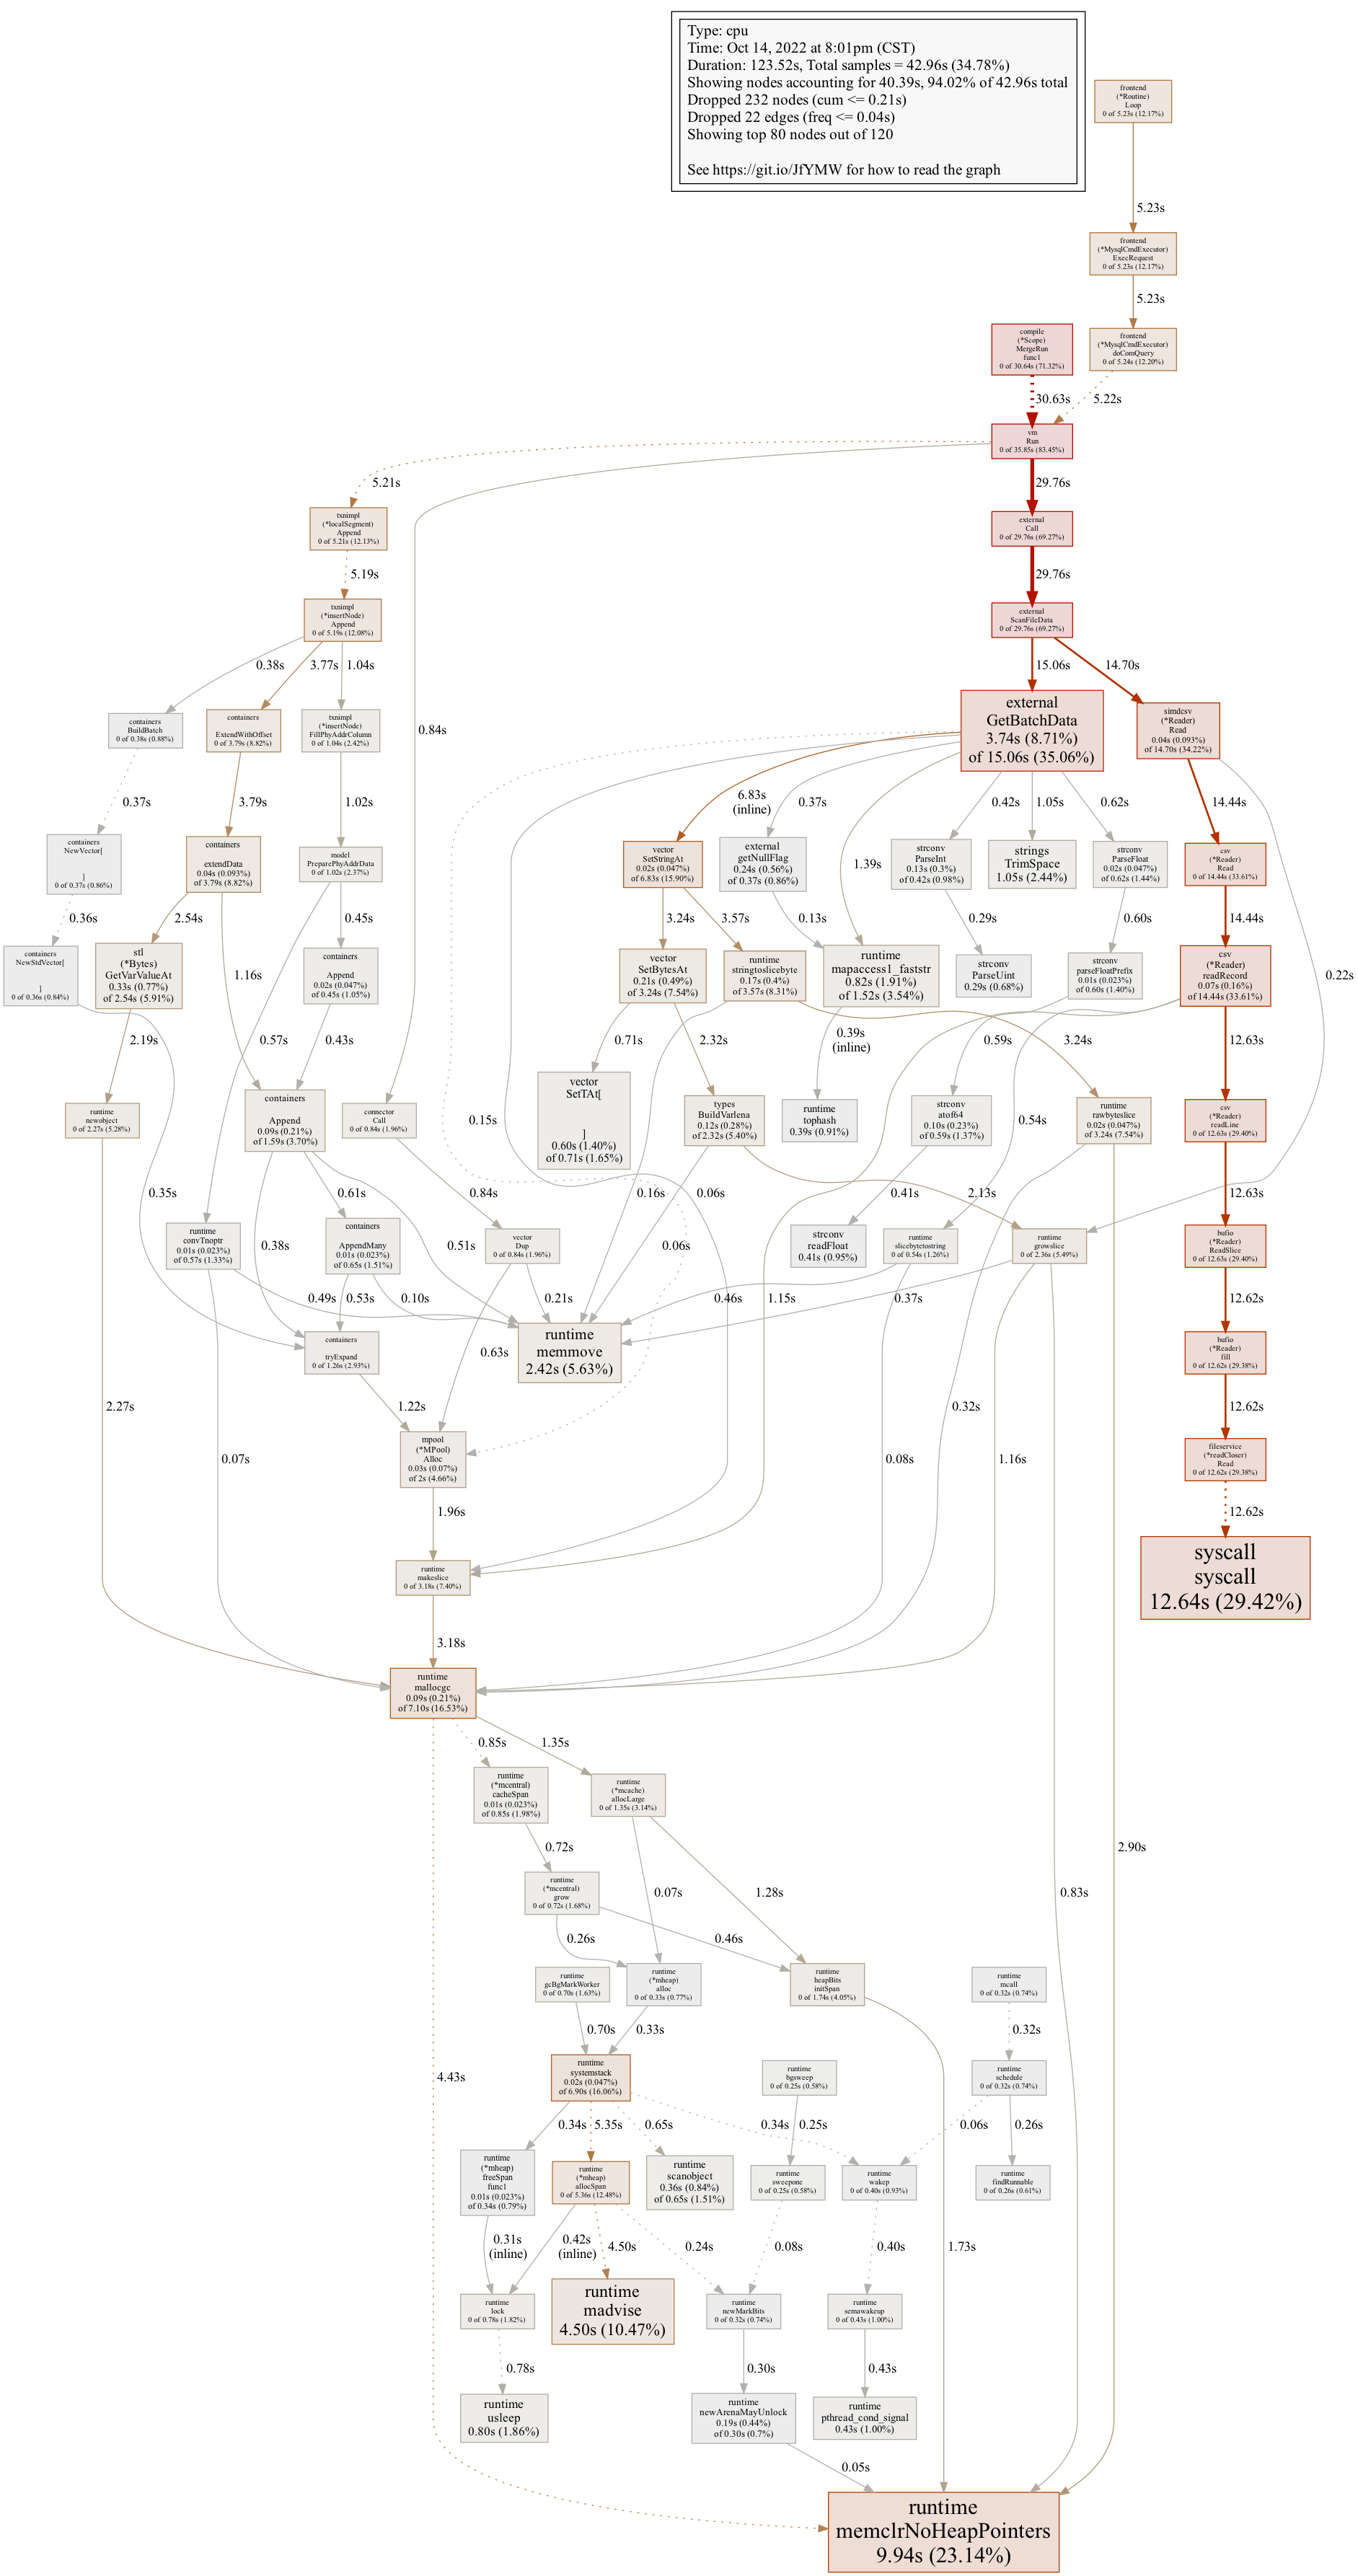 Type: cpu
Time: Oct 14, 2022 at 8:01pm (CST)
Duration: 123.52s, Total samples = 42.96s (34.78%)
Showing nodes accounting for 40.39s, 94.02% of 42.96s total
Dropped 232 nodes (cum <= 0.21s)
Dropped 22 edges (freq <= 0.04s)
Showing top 80 nodes out of 120
See https://git.io/JfYMW for how to read the graph
frontend
(*Routine)
Loop
0 of 5.23s (12.17%)
5.23s
frontend
(*MysqlCmdExecutor)
ExecRequest
0 of 5.23s (12.17%)
5.23s
compile
(*Scope)
MergeRun
func1
0 of 30.64s (71.32%)
frontend
(*MysqlCmdExecutor)
doComQuery
0 of 5.24s (12.20%)
30.63s
5.22s
vm
Run
0 of 35.85s (83.45%)
5.21s
29.76s
txnimpl
(*localSegment)
Append
0 of 5.21s (12.13%)
external
Call
0 of 29.76s (69.27%)
5.19s
29.76s
txnimpl
(*insertNode)
Append
0 of 5.19s (12.08%)
external
ScanFileData
0 of 29.76s (69.27%)
0.38s
3.77s
1.04s
15.06s
14.70s
containers
BuildBatch
0 of 0.38s (0.88%)
containers
ExtendWithOffset
0 of 3.79s (8.82%)
txnimpl
(*insertNode)
FillPhyAddrColumn
0 of 1.04s (2.42%)
0.84s
external
GetBatchData
3.74s (8.71%)
of 15.06s (35.06%)
simdcsv
(*Reader)
Read
0.04s (0.093%)
of 14.70s (34.22%)
0.37s
3.79s
1.02s
6.83s
(inline)
0.37s
1.39s
0.42s
1.05s
0.62s
14.44s
containers
NewVector[
]
0 of 0.37s (0.86%)
containers
extendData
0.04s (0.093%)
of 3.79s (8.82%)
model
PreparePhyAddrData
0 of 1.02s (2.37%)
vector
SetStringAt
0.02s (0.047%)
of 6.83s (15.90%)
external
getNullFlag
0.24s (0.56%)
of 0.37s (0.86%)
strconv
ParseInt
0.13s (0.3%)
of 0.42s (0.98%)
strings
TrimSpace
1.05s (2.44%)
strconv
ParseFloat
0.02s (0.047%)
of 0.62s (1.44%)
csv
(*Reader)
Read
0 of 14.44s (33.61%)
0.36s
2.54s
1.16s
0.45s
3.24s
3.57s
0.13s
0.29s
0.60s
14.44s
0.22s
containers
NewStdVector[
]
0 of 0.36s (0.84%)
stl
(*Bytes)
GetVarValueAt
0.33s (0.77%)
of 2.54s (5.91%)
containers
Append
0.02s (0.047%)
of 0.45s (1.05%)
vector
SetBytesAt
0.21s (0.49%)
of 3.24s (7.54%)
runtime
stringtoslicebyte
0.17s (0.4%)
of 3.57s (8.31%)
runtime
mapaccess1_faststr
0.82s (1.91%)
of 1.52s (3.54%)
strconv
ParseUint
0.29s (0.68%)
strconv
parseFloatPrefix
0.01s (0.023%)
of 0.60s (1.40%)
csv
(*Reader)
readRecord
0.07s (0.16%)
of 14.44s (33.61%)
2.19s
0.57s
0.43s
0.71s
2.32s
0.39s
(inline)
0.59s
3.24s
12.63s
runtime
newobject
0 of 2.27s (5.28%)
containers
Append
0.09s (0.21%)
of 1.59s (3.70%)
connector
Call
0 of 0.84s (1.96%)
0.15s
vector
SetTAt[
]
0.60s (1.40%)
of 0.71s (1.65%)
types
BuildVarlena
0.12s (0.28%)
of 2.32s (5.40%)
runtime
tophash
0.39s (0.91%)
strconv
atof64
0.10s (0.23%)
of 0.59s (1.37%)
0.54s
runtime
rawbyteslice
0.02s (0.047%)
of 3.24s (7.54%)
csv
(*Reader)
readLine
0 of 12.63s (29.40%)
0.35s
0.61s
0.84s
0.16s
0.06s
0.41s
2.13s
12.63s
runtime
convTnoptr
0.01s (0.023%)
of 0.57s (1.33%)
0.38s
containers
AppendMany
0.01s (0.023%)
of 0.65s (1.51%)
0.51s
vector
Dup
0 of 0.84s (1.96%)
0.06s
strconv
readFloat
0.41s (0.95%)
runtime
slicebytetostring
0 of 0.54s (1.26%)
runtime
growslice
0 of 2.36s (5.49%)
bufio
(*Reader)
ReadSlice
0 of 12.63s (29.40%)
0.49s
0.53s
0.10s
0.21s
0.46s
1.15s
0.37s
12.62s
containers
tryExpand
0 of 1.26s (2.93%)
0.63s
runtime
memmove
2.42s (5.63%)
bufio
(*Reader)
fill
0 of 12.62s (29.38%)
2.27s
1.22s
0.32s
12.62s
0.07s
mpool
(*MPool)
Alloc
0.03s (0.07%)
of 2s (4.66%)
0.08s
1.16s
fileservice
(*readCloser)
Read
0 of 12.62s (29.38%)
1.96s
12.62s
runtime
makeslice
0 of 3.18s (7.40%)
syscall
syscall
12.64s (29.42%)
3.18s
runtime
mallocgc
0.09s (0.21%)
of 7.10s (16.53%)
0.85s
1.35s
runtime
(*mcentral)
cacheSpan
0.01s (0.023%)
of 0.85s (1.98%)
runtime
(*mcache)
allocLarge
0 of 1.35s (3.14%)
0.72s
2.90s
runtime
(*mcentral)
grow
0 of 0.72s (1.68%)
0.07s
1.28s
0.83s
0.26s
0.46s
runtime
gcBgMarkWorker
0 of 0.70s (1.63%)
runtime
(*mheap)
alloc
0 of 0.33s (0.77%)
runtime
heapBits
initSpan
0 of 1.74s (4.05%)
runtime
mcall
0 of 0.32s (0.74%)
0.70s
0.33s
0.32s
4.43s
runtime
systemstack
0.02s (0.047%)
of 6.90s (16.06%)
runtime
bgsweep
0 of 0.25s (0.58%)
runtime
schedule
0 of 0.32s (0.74%)
0.34s
5.35s
0.65s
0.34s
0.25s
0.06s
0.26s
runtime
(*mheap)
freeSpan
func1
0.01s (0.023%)
of 0.34s (0.79%)
runtime
(*mheap)
allocSpan
0 of 5.36s (12.48%)
runtime
scanobject
0.36s (0.84%)
of 0.65s (1.51%)
runtime
sweepone
0 of 0.25s (0.58%)
runtime
wakep
0 of 0.40s (0.93%)
runtime
findRunnable
0 of 0.26s (0.61%)
0.31s
(inline)
0.42s
(inline)
4.50s
0.24s
0.08s
0.40s
1.73s
runtime
lock
0 of 0.78s (1.82%)
runtime
madvise
4.50s (10.47%)
runtime
newMarkBits
0 of 0.32s (0.74%)
runtime
semawakeup
0 of 0.43s (1.00%)
0.78s
0.30s
0.43s
runtime
usleep
0.80s (1.86%)
runtime
newArenaMayUnlock
0.19s (0.44%)
of 0.30s (0.7%)
runtime
pthread_cond_signal
0.43s (1.00%)
0.05s
runtime
memclrNoHeapPointers
9.94s (23.14%)